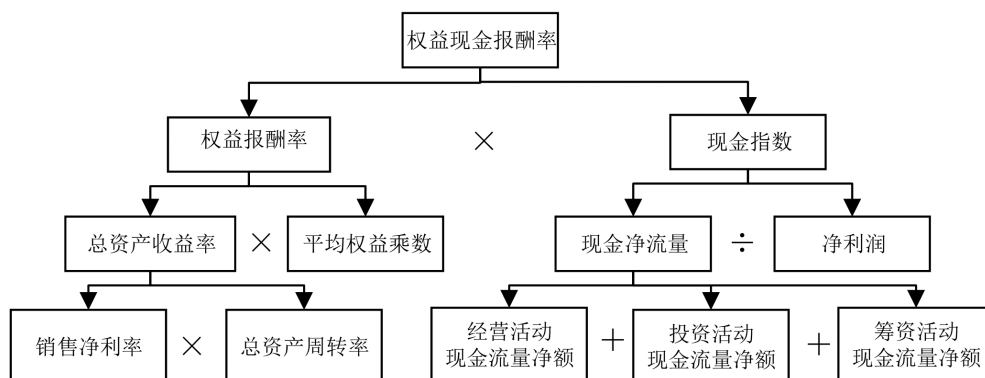 权益现金报酬率
权益报酬率
×
现金指数
总资产收益率
×
平均权益乘数
现金净流量
÷
净利润
销售净利率
×
总资产周转率
经营活动
现金流量净额
+
投资活动
现金流量净额
+
筹资活动
现金流量净额